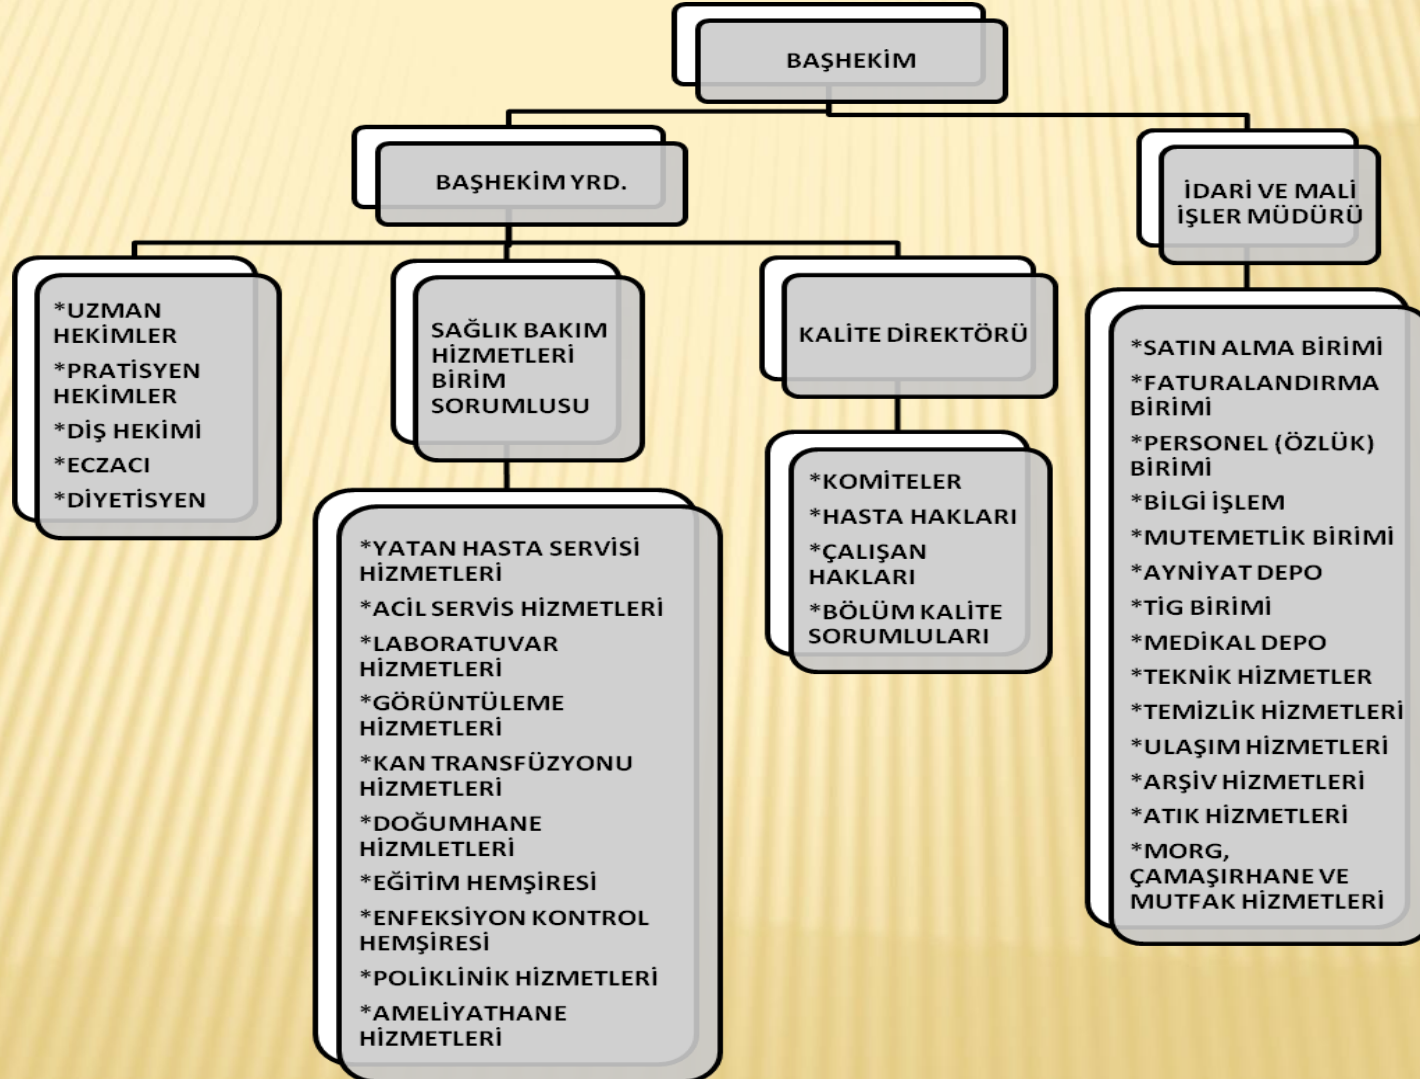 BAŞHEKİM
BAŞHEKİM YRD.
İDARİ VE MALİ
İŞLER MÜDÜRÜ
*UZMAN
HEKİMLER
*PRATİSYEN
HEKİMLER
*DİŞ HEKİMİ
*ECZACI
*DİYETİSYEN
SAĞLIK BAKIM
HİZMETLERİ
BİRİM
SORUMLUSU
*YATAN HASTA SERVİSİ
HİZMETLERİ
*ACİL SERVİS HİZMETLERİ
*LABORATUVAR
HİZMETLERİ
*GÖRÜNTÜLEME
HİZMETLERİ
*KAN TRANSFÜZYONU
HİZMETLERİ
*DOĞUMHANE
HİZMLETLERİ
*EĞİTİM HEMŞİRESİ
*ENFEKSİYON KONTROL
HEMŞİRESİ
*POLİKLİNİK HİZMETLERİ
*AMELİYATHANE
HİZMETLERİ
KALİTE DİREKTÖRÜ
*KOMİTELER
*HASTA HAKLARI
*ÇALIŞAN
HAKLARI
*BÖLÜM KALİTE
SORUMLULARI
*SATIN ALMA BİRİMİ
*FATURALANDIRMA
BİRİMİ
*PERSONEL (ÖZLÜK)
BİRİMİ
*BİLGİ İŞLEM
*MUTEMETLİK BİRİMİ
*AYNİYAT DEPO
*TİG BİRİMİ
*MEDİKAL DEPO
*TEKNİK HİZMETLER
*TEMİZLİK HİZMETLERİ
*ULAŞIM HİZMETLERİ
*ARŞİV HİZMETLERİ
*ATIK HİZMETLERİ
*MORG,
ÇAMAŞIRHANE VE
MUTFAK HİZMETLERİ